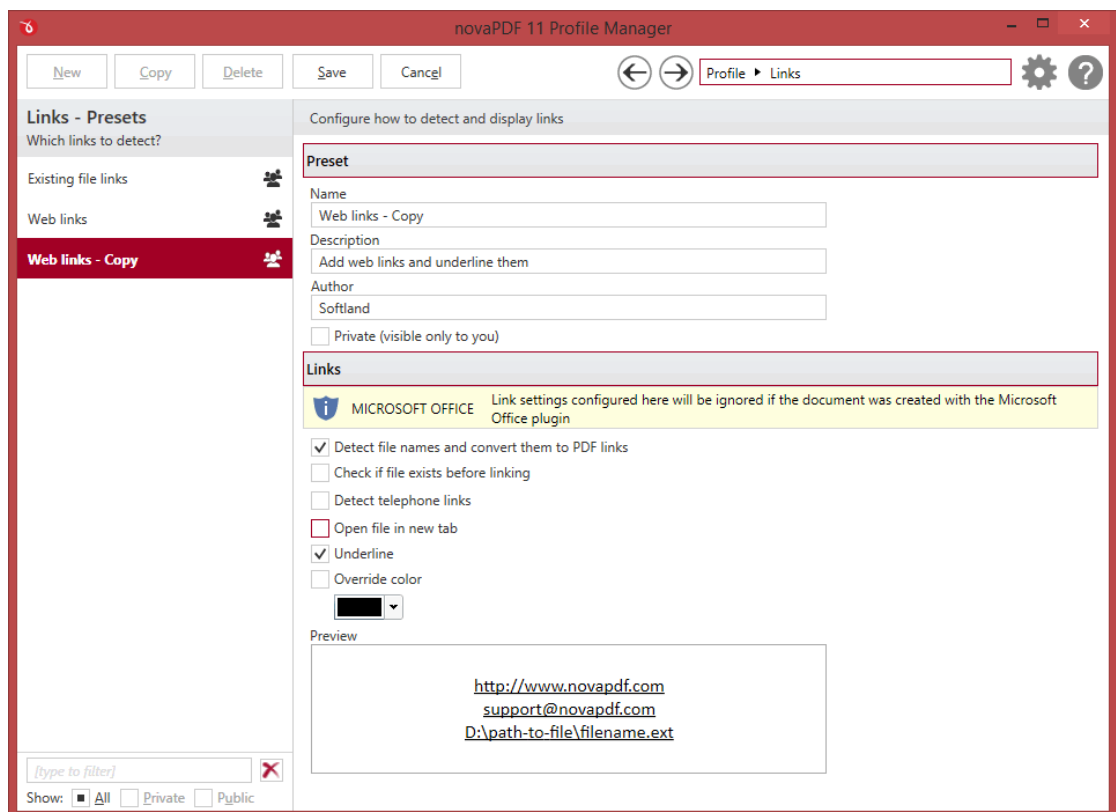 novaPDF 11 Profile Manager
New Copy Delete Save Cancel Profile Links
Links - Presets
Which links to detect?
Existing file links
Web links
Web links - Copy
[type to filter]
Show: All Private Public
Configure how to detect and display links
Preset
Name
Web links - Copy
Description
Add web links and underline them
Author
Softland
Private (visible only to you)
Links
MICROSOFT OFFICE
Link settings configured here will be ignored if the document was created with the Microsoft
Office plugin
Detect file names and convert them to PDF links
Check if file exists before linking
Detect telephone links
Open file in new tab
Underline
Override color
Preview
http://www.novapdf.com
support@novapdf.com
D:\path-to-file\filename.ext